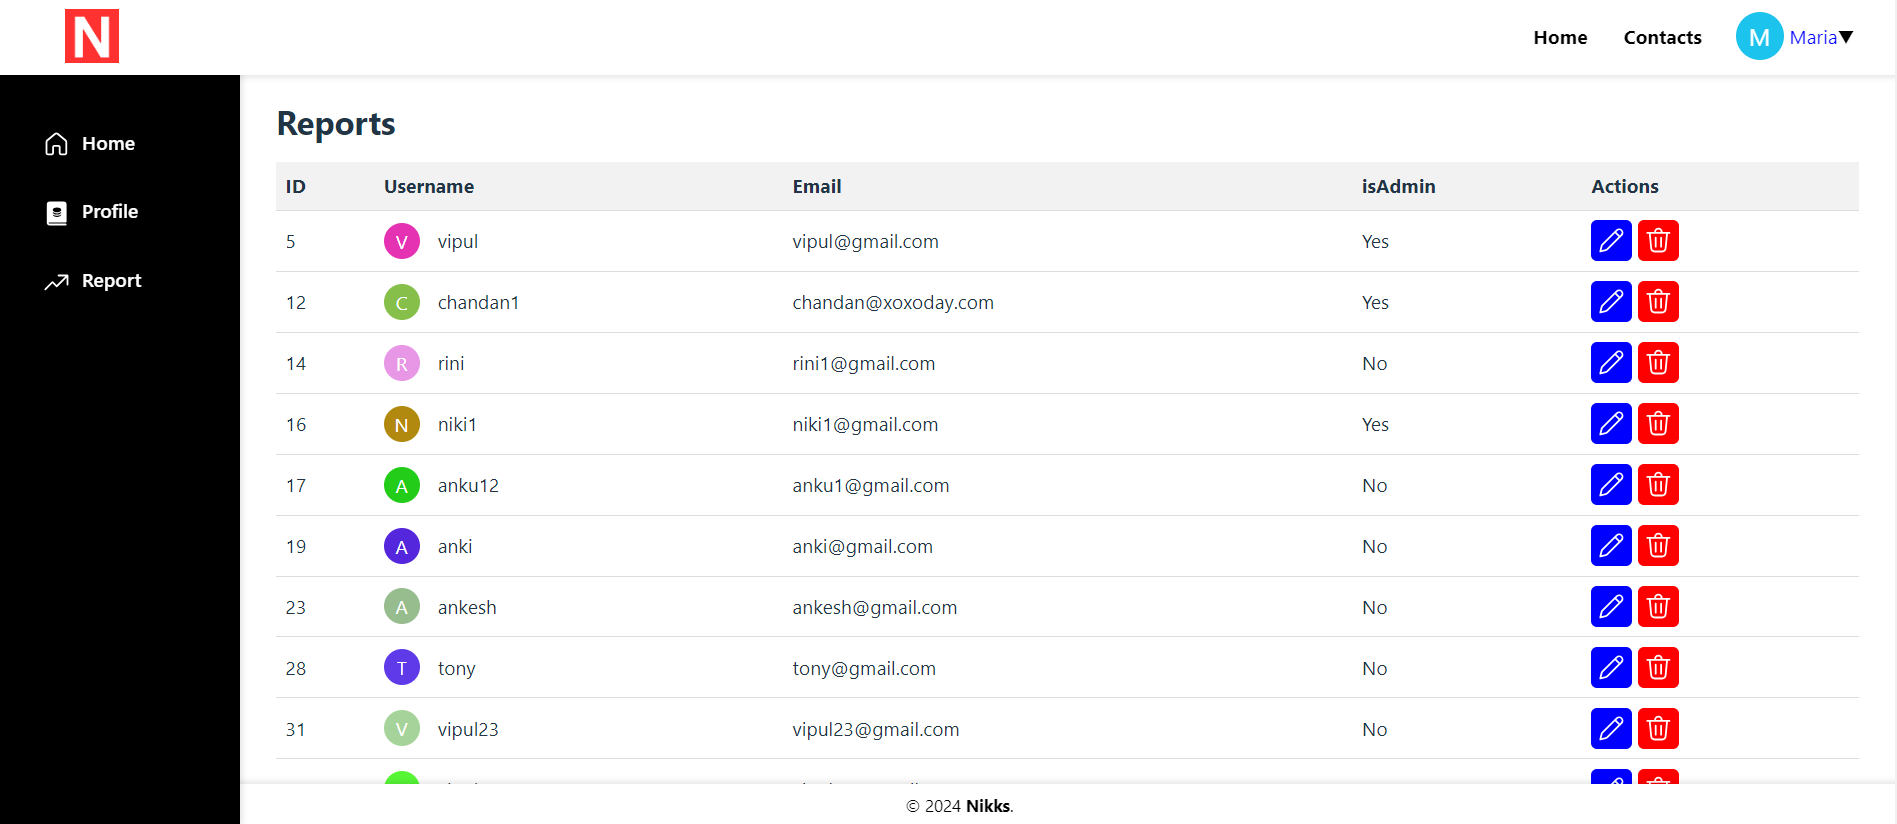 N
Home Contacts M Maria▼
Home
Profile
Report
Reports
ID Username Email isAdmin Actions
5 V vipul vipul@gmail.com Yes
12 C chandan1 chandan@xoxoday.com Yes
14 R rini rini1@gmail.com No
16 N niki1 niki1@gmail.com Yes
17 A anku12 anku1@gmail.com No
19 A anki anki@gmail.com No
23 A ankesh ankesh@gmail.com No
28 T tony tony@gmail.com No
31 V vipul23 vipul23@gmail.com No
© 2024 Nikks.